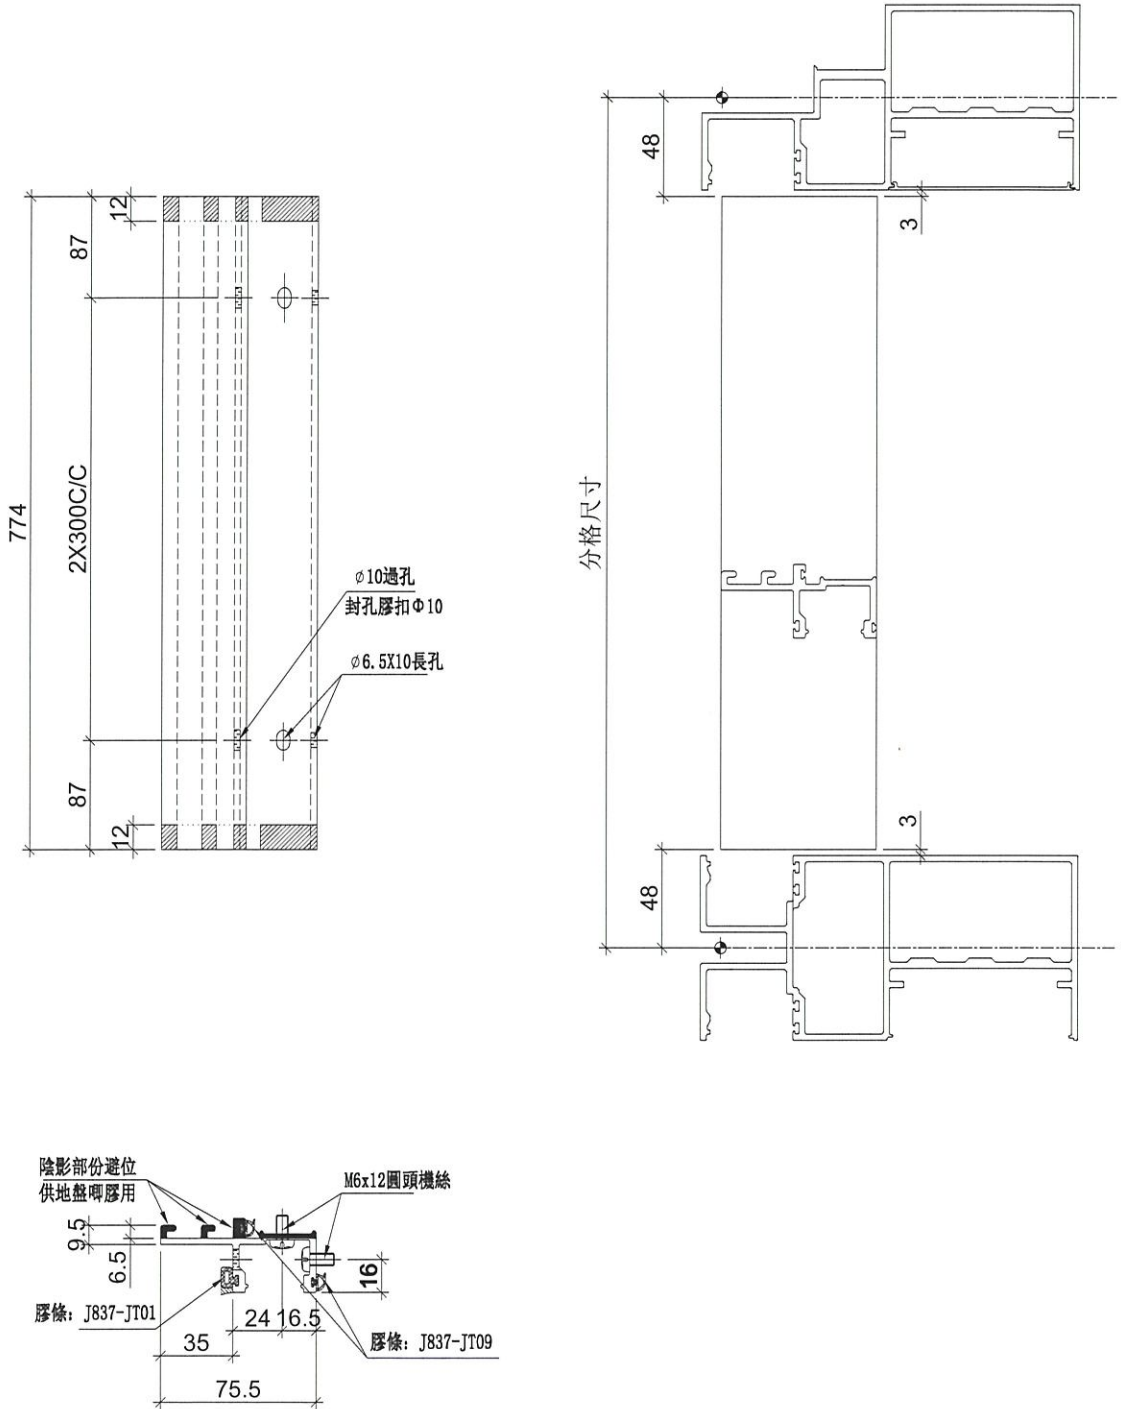 48
3
12
87
774
2X300C/C
分格尺寸
ø10過孔
封孔膠扣Φ10
ø6.5X10長孔
87
12
3
48
陰影部份避位
供地盤唧膠用
M6x12圓頭機絲
9.5
6.5
16
膠條: J837-JT01
24
16.5
35
膠條: J837-JT09
75.5